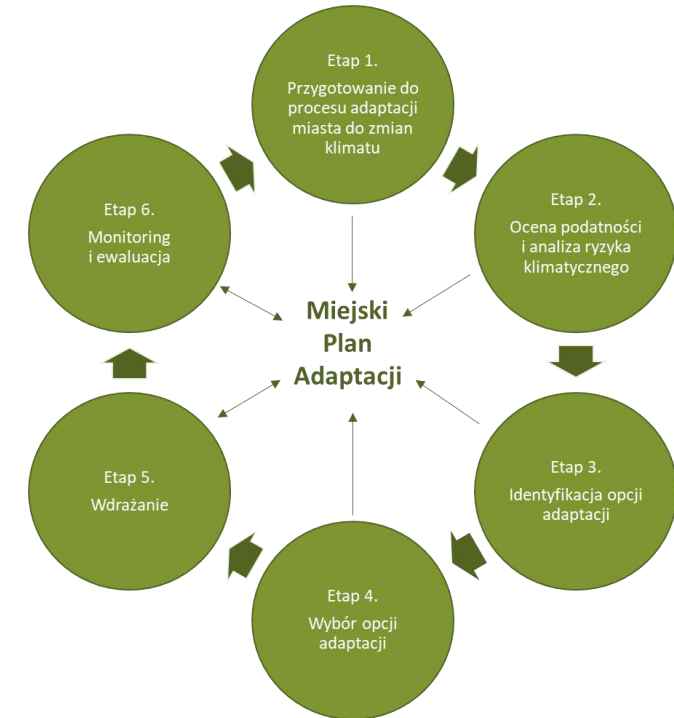 Etap 1.
Przygotowanie do
procesu adaptacji
miasta do zmian
klimatu
Etap 2.
Ocena podatności
i analiza ryzyka
klimatycznego
Etap 3.
Identyfikacja opcji
adaptacji
Etap 4.
Wybór opcji
adaptacji
Etap 5.
Wdrażanie
Etap 6.
Monitoring
i ewaluacja
Miejski
Plan
Adaptacji